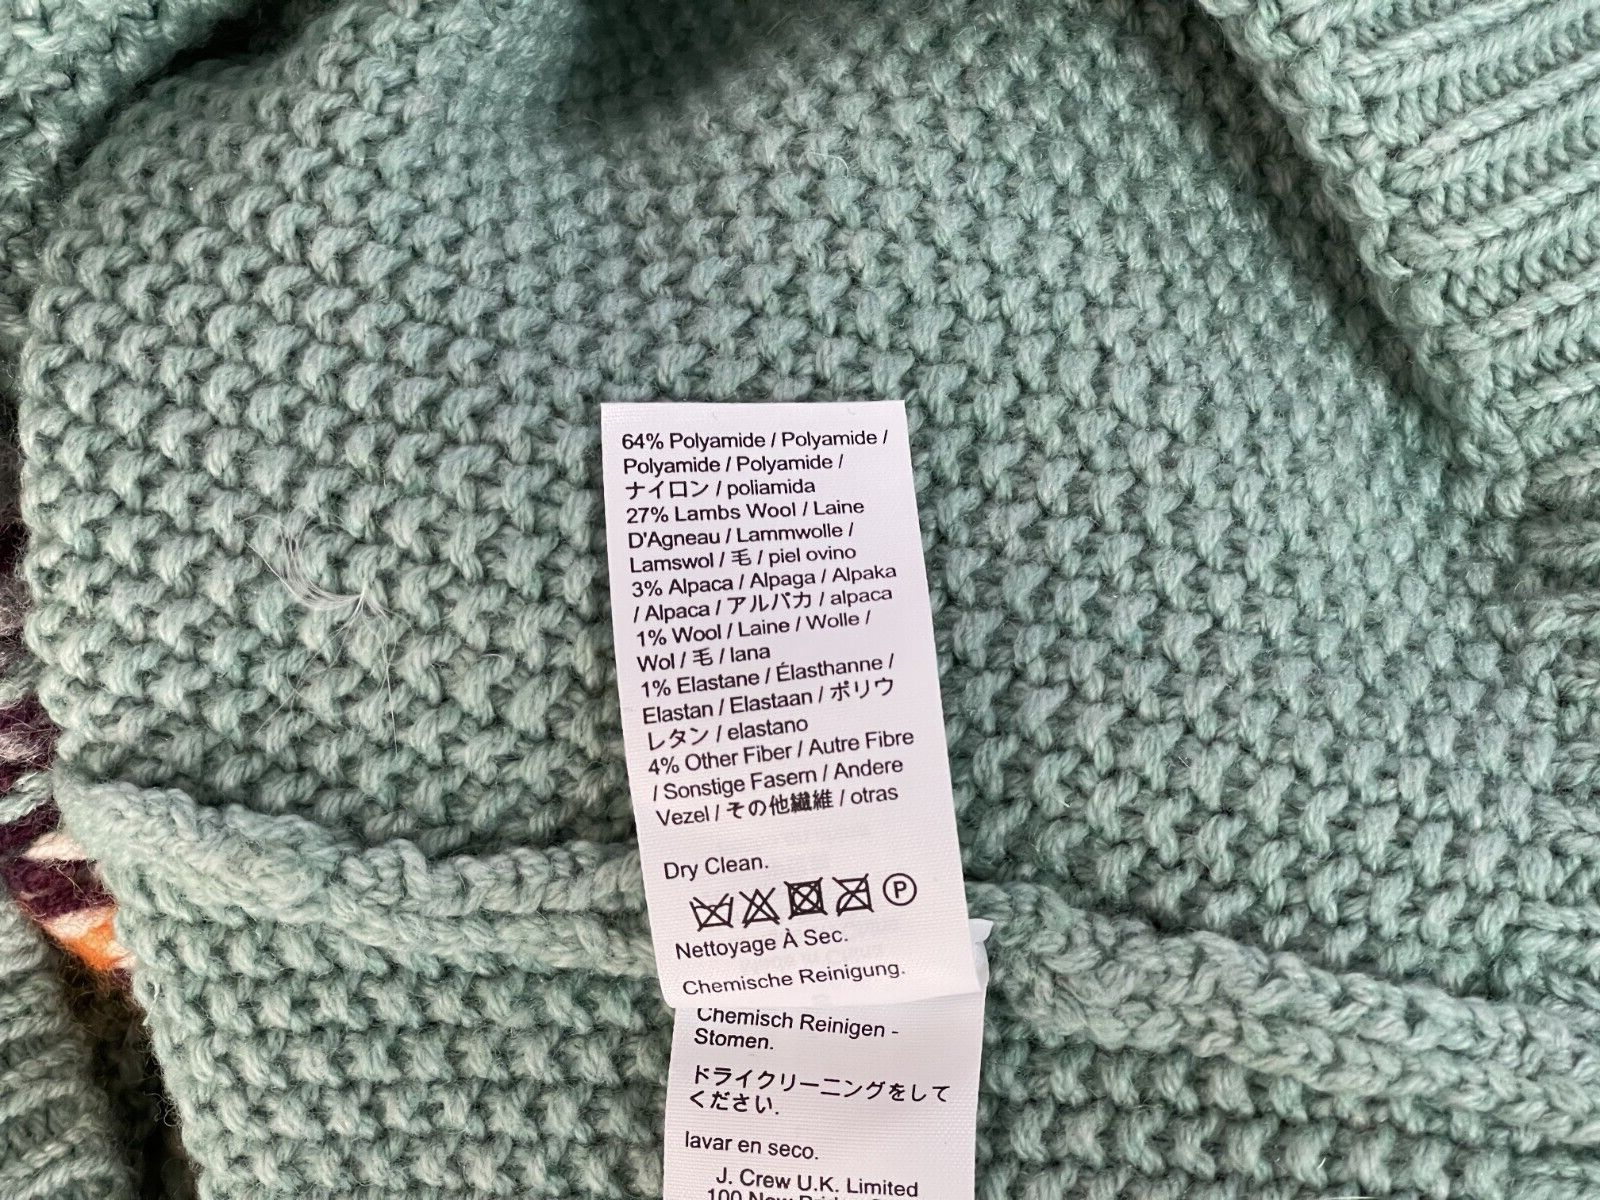 64% Polyamide / Polyamide /
Polyamide / Polyamide /
ナイロン / poliamida
27% Lambs Wool / Laine
D'Agneau / Lammwolle /
Lamswol / 毛 / piel ovino
3% Alpaca / Alpaga / Alpaka
/ Alpaca / アルパカ / alpaca
1% Wool / Laine / Wolle /
Wol / 毛 / lana
1% Elastane / Élasthanne /
Elastan / Elastaan / ポリウ
レタン / elastano
4% Other Fiber / Autre Fibre
/ Sonstige Fasern / Andere
Vezel / その他繊維 / otras
Dry Clean.
P
Nettoyage À Sec.
Chemische Reinigung.
Chemisch Reinigen -
Stomen.
ドライクリーニングをして
ください.
lavar en seco.
J. Crew U.K. Limited
100 New